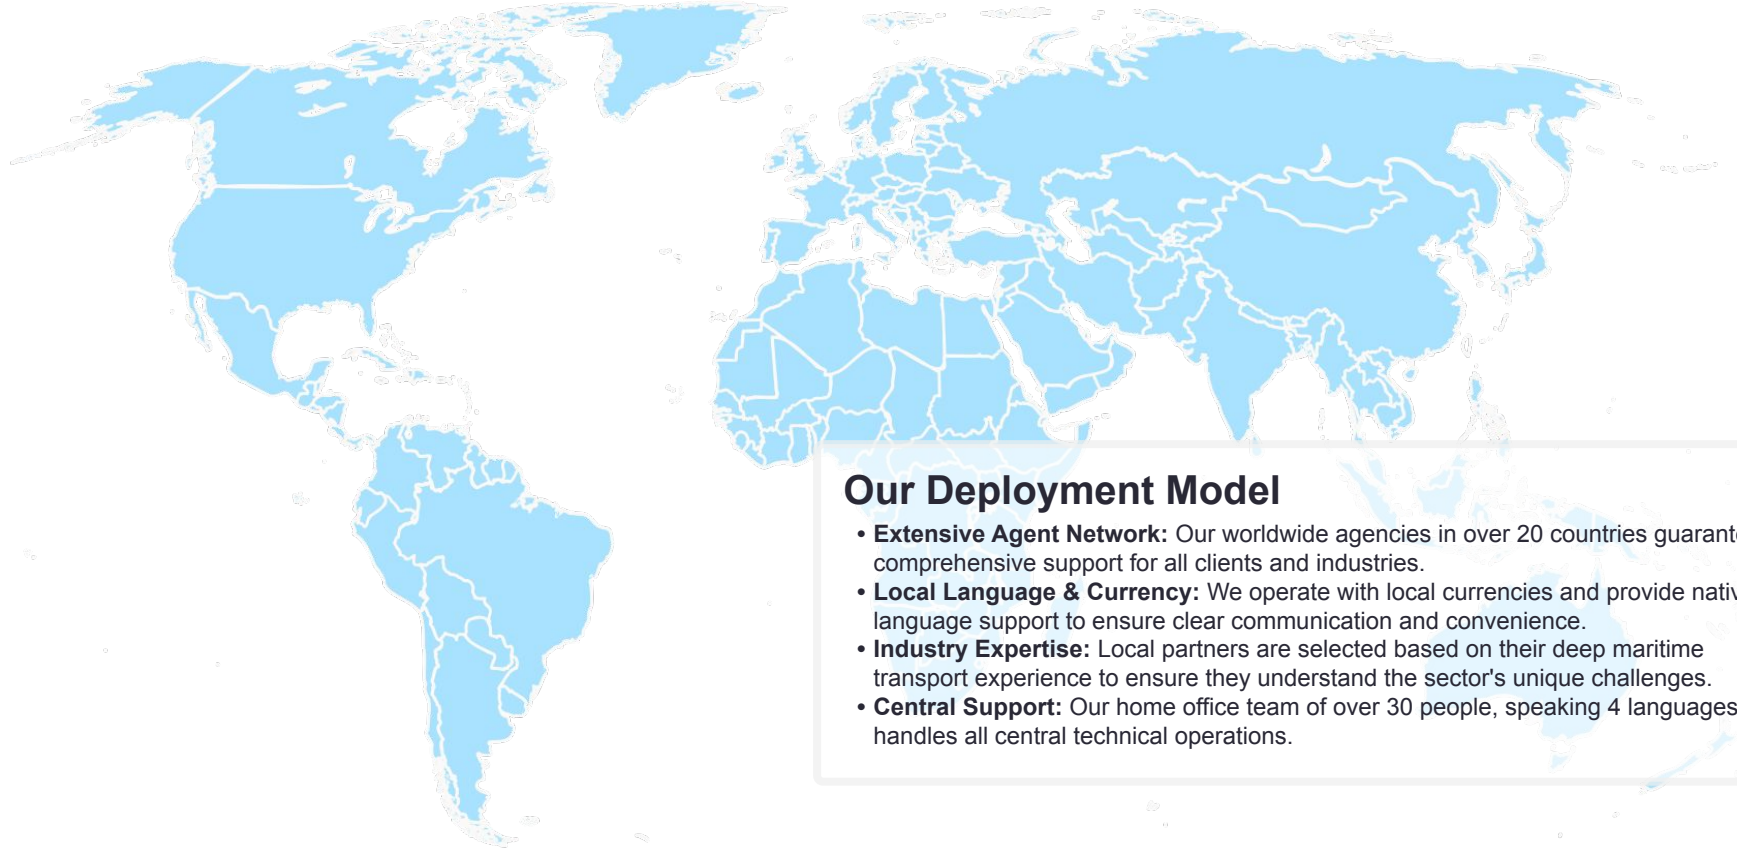 Our Deployment Model
• Extensive Agent Network: Our worldwide agencies in over 20 countries guarant
comprehensive support for all clients and industries.
• Local Language & Currency: We operate with local currencies and provide nativ
language support to ensure clear communication and convenience.
• Industry Expertise: Local partners are selected based on their deep maritime
transport experience to ensure they understand the sector's unique challenges.
• Central Support: Our home office team of over 30 people, speaking 4 languages
handles all central technical operations.